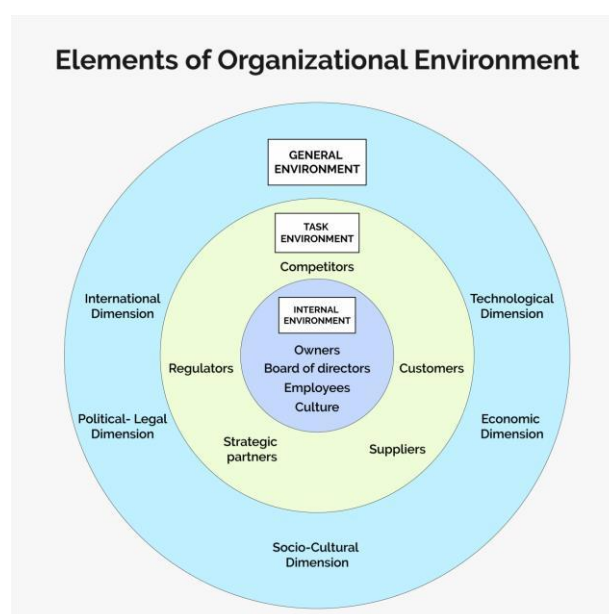 Elements of Organizational Environment
GENERAL
ENVIRONMENT
TASK
ENVIRONMENT
Competitors
International
Dimension
Technological
Dimension
INTERNAL
ENVIRONMENT
Owners
Board of directors
Employees
Culture
Regulators
Customers
Political- Legal
Dimension
Economic
Dimension
Strategic
partners
Suppliers
Socio-Cultural
Dimension